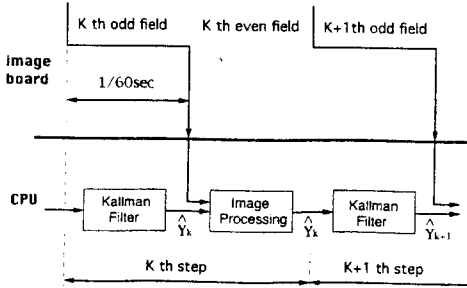 K th odd field
K th even field
K+1th odd field
image
board
1/60sec
CPU
Kallman
Filter
Image
Processing
Kallman
Filter
Ŷk
Ŷk
Ŷk+1
K th step
K+1 th step